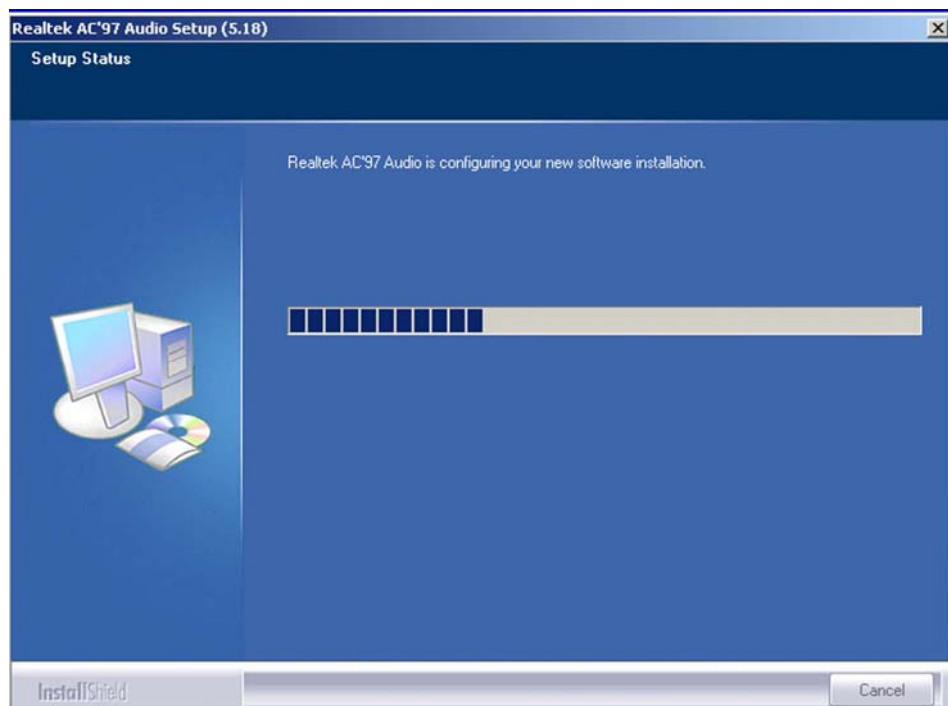 Realtek AC'97 Audio Setup (5.18)
Setup Status
Realtek AC'97 Audio is configuring your new software installation.
InstallShield
Cancel